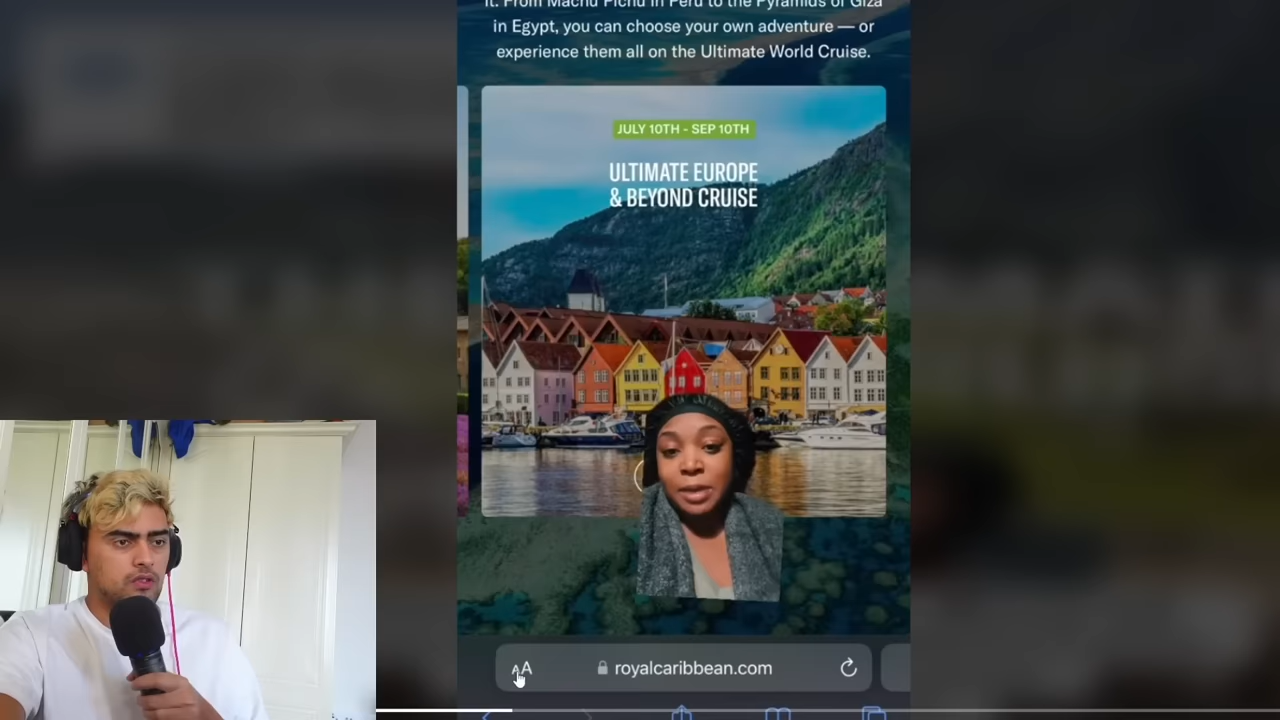 it. From Machu Pichu in Peru to the Pyramids of Giza
in Egypt, you can choose your own adventure — or
experience them all on the Ultimate World Cruise.
JULY 10TH - SEP 10TH
ULTIMATE EUROPE
& BEYOND CRUISE
AA
royalcaribbean.com